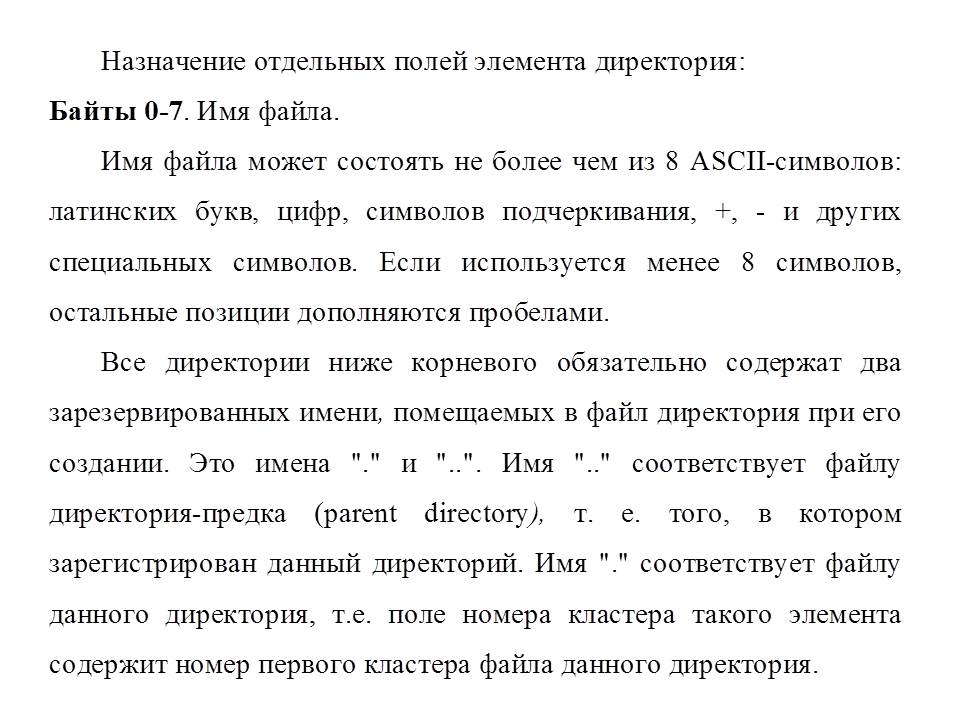 Назначение отдельных полей элемента директория:
Байты 0-7. Имя файла.
Имя файла может состоять не более чем из 8 ASCII-символов:
латинских букв, цифр, символов подчеркивания, +, - и других
специальных символов. Если используется менее 8 символов,
остальные позиции дополняются пробелами.
Все директории ниже корневого обязательно содержат два
зарезервированных имени, помещаемых в файл директория при его
создании. Это имена "." и "..". Имя ".." соответствует файлу
директория-предка (parent directory), т. е. того, в котором
зарегистрирован данный директорий. Имя "." соответствует файлу
данного директория, т.е. поле номера кластера такого элемента
содержит номер первого кластера файла данного директория.